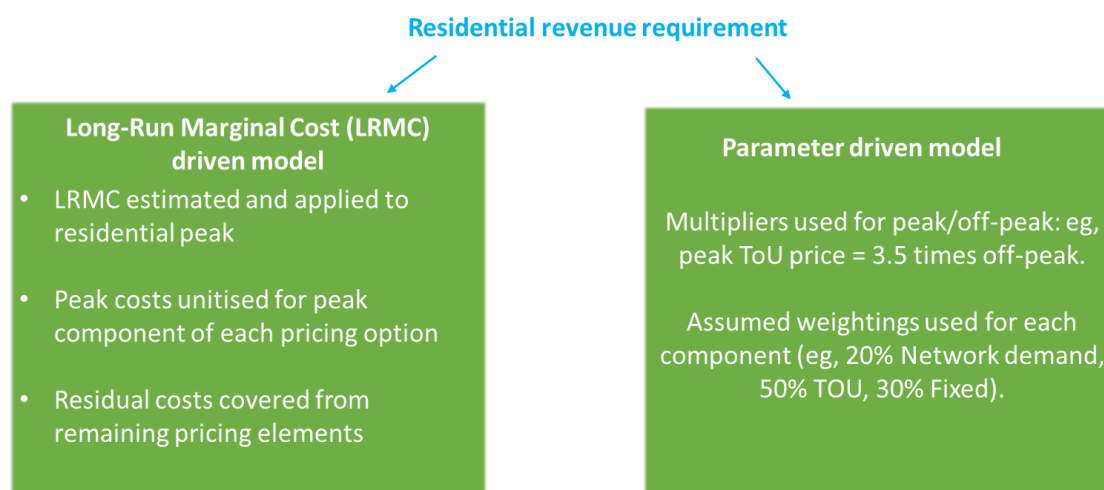 Residential revenue requirement
Long-Run Marginal Cost (LRMC)
driven model
• LRMC estimated and applied to
residential peak
• Peak costs unitised for peak
component of each pricing option
• Residual costs covered from
remaining pricing elements
Parameter driven model
Multipliers used for peak/off-peak: eg,
peak ToU price = 3.5 times off-peak.
Assumed weightings used for each
component (eg, 20% Network demand,
50% TOU, 30% Fixed).